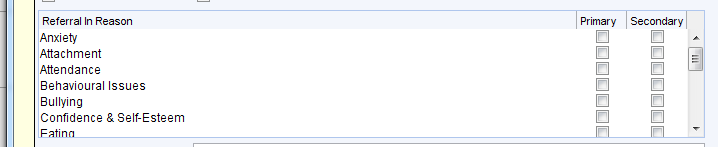 Referral In Reason Primary Secondary
Anxiety
Attachment
Attendance
Behavioural Issues
Bullying
Confidence & Self-Esteem
Eating